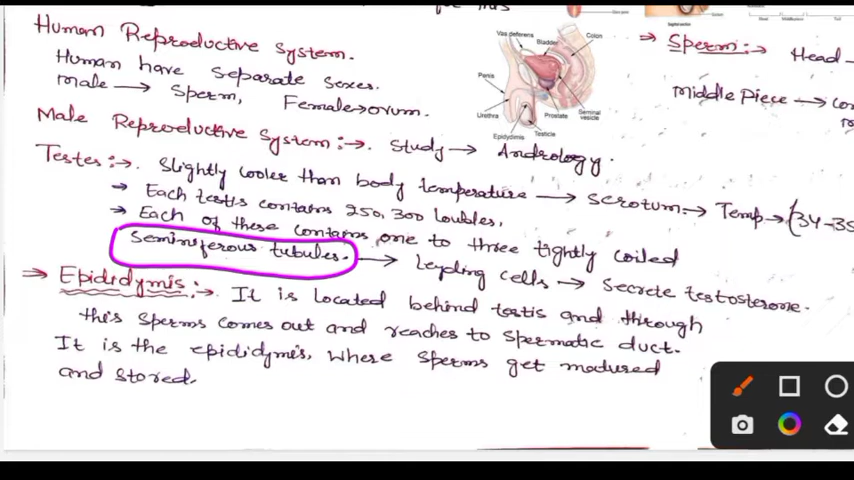 Human Reproductive System.
Human have separate sexes.
male → Sperm, Female→ovum.
Male Reproductive System:→. Study → Andrology.
Testes:→. Slightly cooler than body temperature → Scrotum.→ Temp→{34-35
→ Each testis contains 250,300 loubles.
→ Each of these contains one to three tightly coiled
Seminiferous tubules. → Leyding cells → Secrete testosterone.
⇒ Epididymis:→. It is located behind testis and through
this sperms comes out and reaches to spermatic duct.
It is the epididymis, where sperms get matured
and stored.
Vas deferens
Bladder
Colon
Penis
Urethra
Prostate
Seminal
vesicle
Epidydimis
Testicle
⇒ Sperm:→ Head
middle Piece →